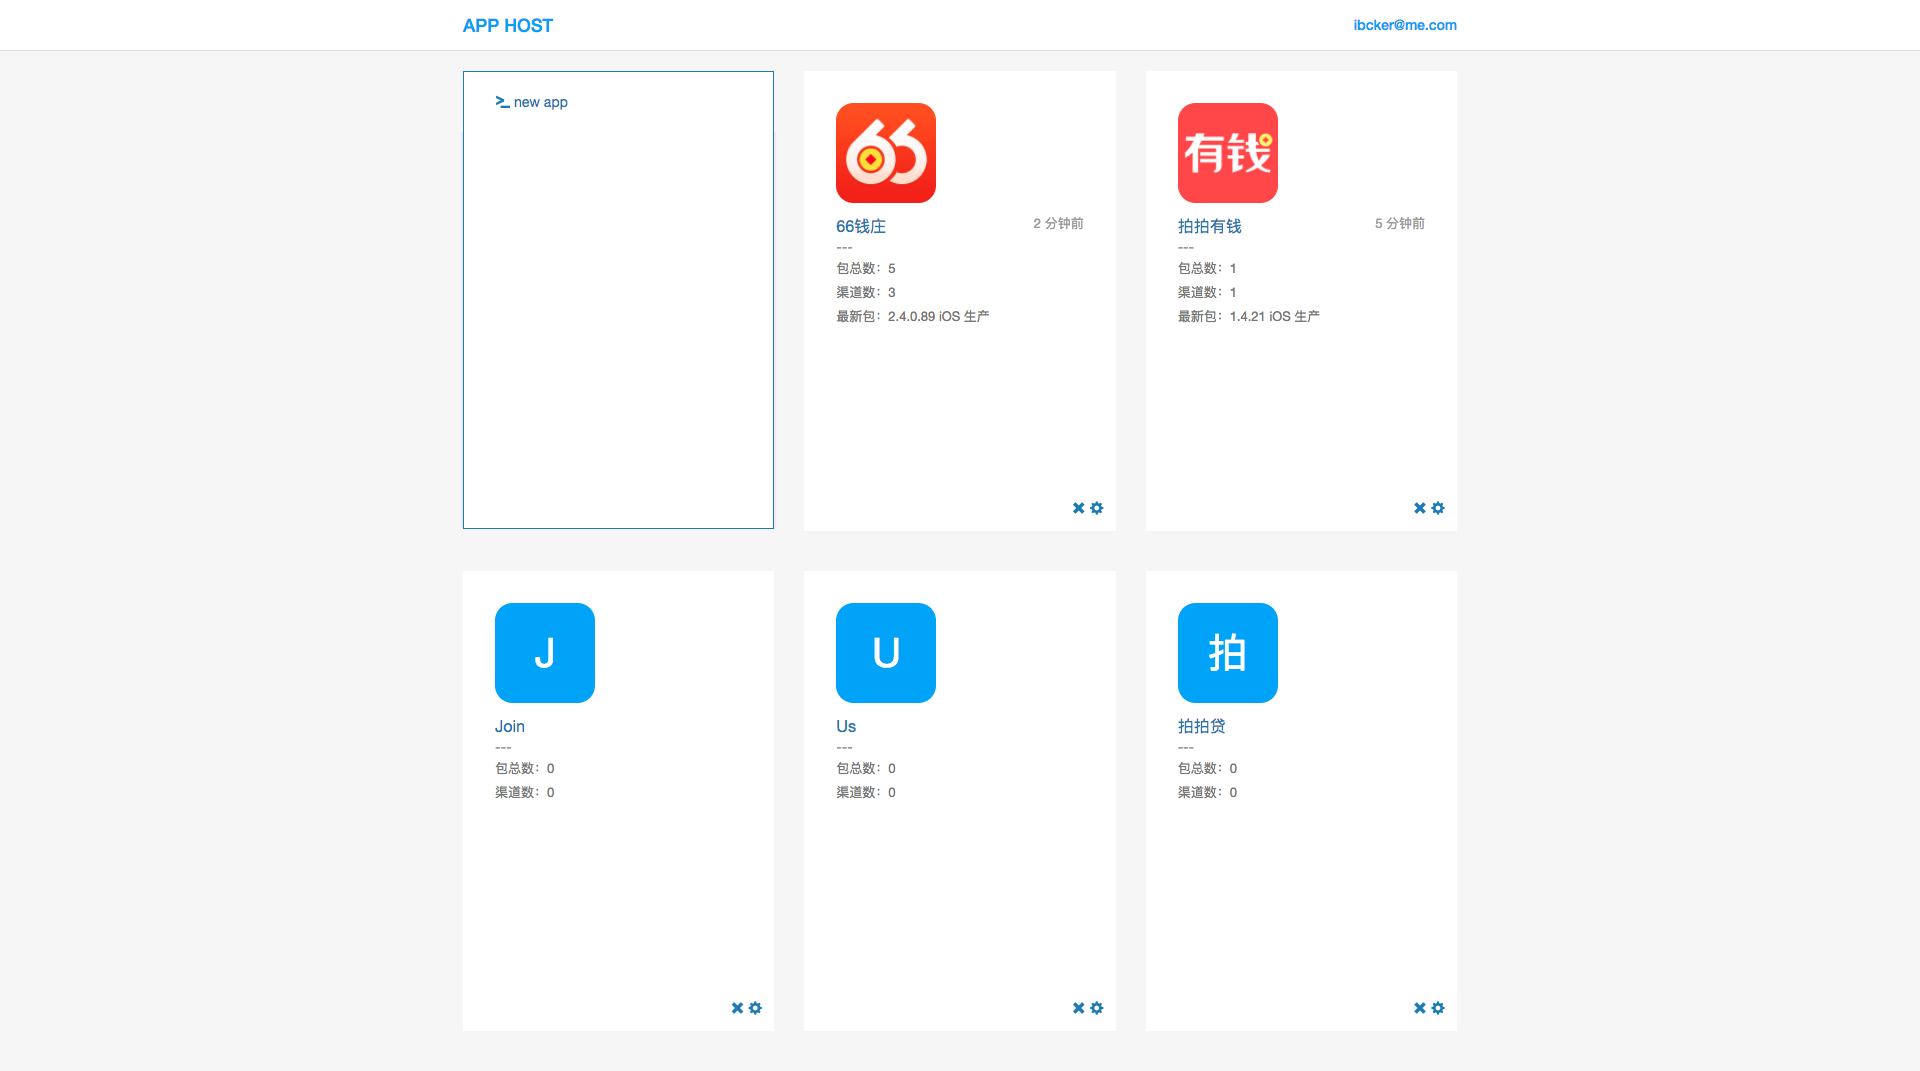 APP HOST
ibcker@me.com
new app
66
66钱庄
2 分钟前
---
包总数：5
渠道数：3
最新包：2.4.0.89 iOS 生产
有钱
拍拍有钱
5 分钟前
---
包总数：1
渠道数：1
最新包：1.4.21 iOS 生产
J
Join
---
包总数：0
渠道数：0
U
Us
---
包总数：0
渠道数：0
拍
拍拍贷
---
包总数：0
渠道数：0